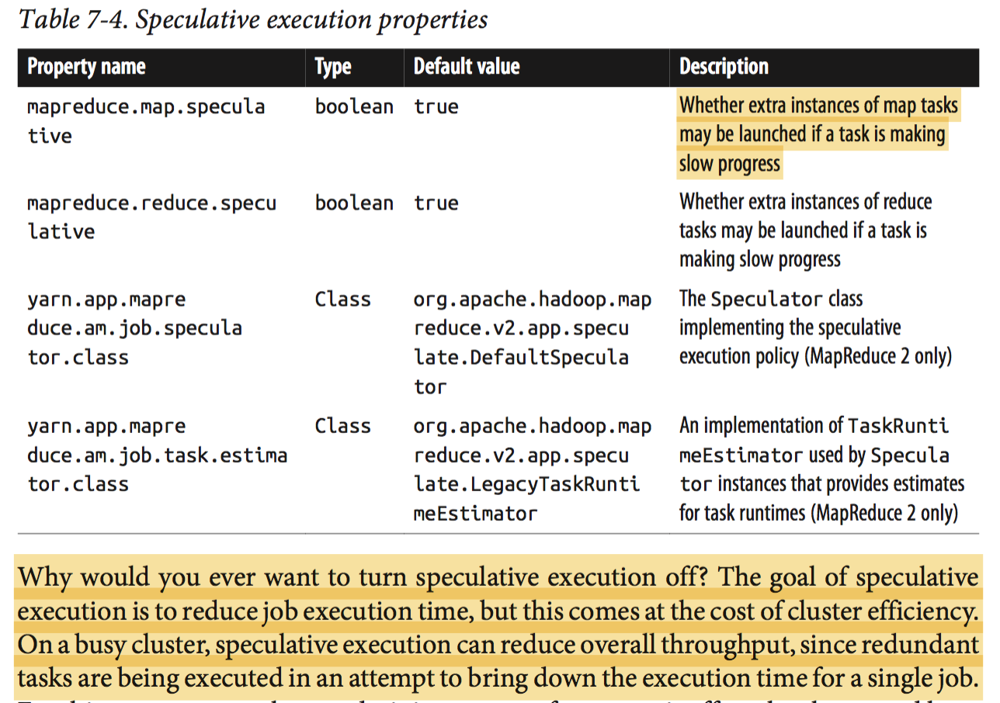 Table 7-4. Speculative execution properties
Property name Type Default value Description
mapreduce.map.specula boolean true Whether extra instances of map tasks
tive may be launched if a task is making
slow progress
mapreduce.reduce.specu boolean true Whether extra instances of reduce
lative tasks may be launched if a task is
making slow progress
yarn.app.mapre Class org.apache.hadoop.map The Speculator class
duce.am.job.specula reduce.v2.app.specu implementing the speculative
tor.class late.DefaultSpecula execution policy (MapReduce 2 only)
tor
yarn.app.mapre Class org.apache.hadoop.map An implementation of TaskRunti
duce.am.job.task.estima reduce.v2.app.specu meEstimator used by Specula
tor.class late.LegacyTaskRunti tor instances that provides estimates
meEstimator for task runtimes (MapReduce 2 only)
Why would you ever want to turn speculative execution off? The goal of speculative
execution is to reduce job execution time, but this comes at the cost of cluster efficiency.
On a busy cluster, speculative execution can reduce overall throughput, since redundant
tasks are being executed in an attempt to bring down the execution time for a single job.